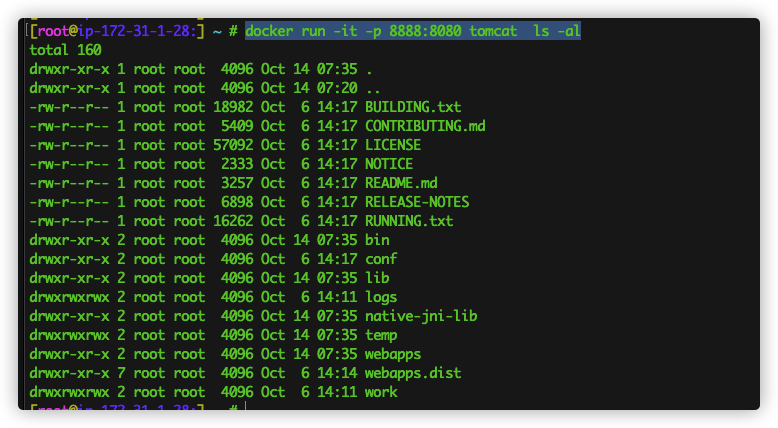 [root@ip-172-31-1-28:] ~ # docker run -it -p 8888:8080 tomcat  ls -al
total 160
drwxr-xr-x 1 root root  4096 Oct 14 07:35 .
drwxr-xr-x 1 root root  4096 Oct 14 07:20 ..
-rw-r--r-- 1 root root 18982 Oct  6 14:17 BUILDING.txt
-rw-r--r-- 1 root root  5409 Oct  6 14:17 CONTRIBUTING.md
-rw-r--r-- 1 root root 57092 Oct  6 14:17 LICENSE
-rw-r--r-- 1 root root  2333 Oct  6 14:17 NOTICE
-rw-r--r-- 1 root root  3257 Oct  6 14:17 README.md
-rw-r--r-- 1 root root  6898 Oct  6 14:17 RELEASE-NOTES
-rw-r--r-- 1 root root 16262 Oct  6 14:17 RUNNING.txt
drwxr-xr-x 2 root root  4096 Oct 14 07:35 bin
drwxr-xr-x 2 root root  4096 Oct  6 14:17 conf
drwxr-xr-x 2 root root  4096 Oct 14 07:35 lib
drwxrwxrwx 2 root root  4096 Oct  6 14:11 logs
drwxr-xr-x 2 root root  4096 Oct 14 07:35 native-jni-lib
drwxrwxrwx 2 root root  4096 Oct 14 07:35 temp
drwxr-xr-x 2 root root  4096 Oct 14 07:35 webapps
drwxr-xr-x 7 root root  4096 Oct  6 14:14 webapps.dist
drwxrwxrwx 2 root root  4096 Oct  6 14:11 work
[root@ip-172-31-1-28:] ~ #